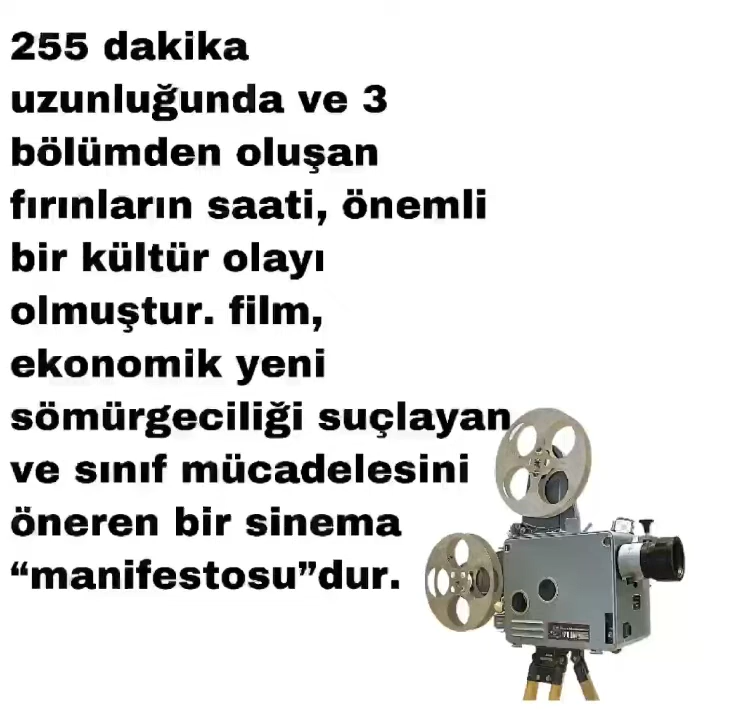 255 dakika
uzunluğunda ve 3
bölümden oluşan
fırınların saati, önemli
bir kültür olayı
olmuştur. film,
ekonomik yeni
sömürgeciliği suçlayan
ve sınıf mücadelesini
öneren bir sinema
“manifestosu”dur.